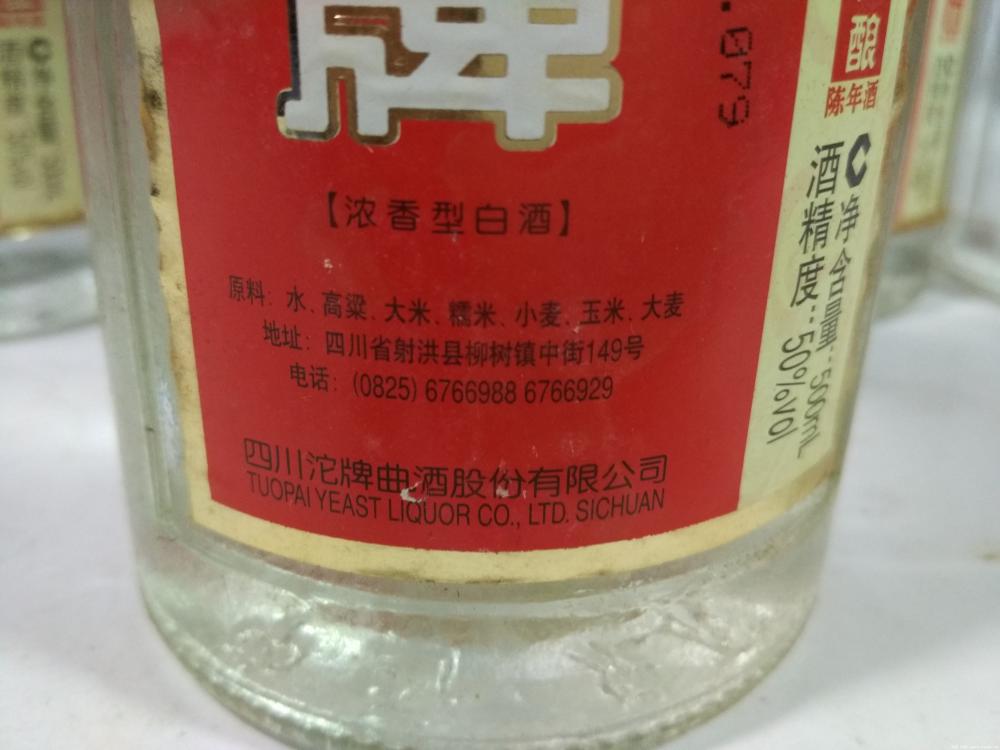 牌
.079
【浓香型白酒】
原料: 水、高粱、大米、糯米、小麦、玉米、大麦
地址: 四川省射洪县柳树镇中街149号
电话: (0825) 6766988 6766929
四川沱牌曲酒股份有限公司
TUOPAI YEAST LIQUOR CO., LTD. SICHUAN
酿
陈年酒
净含量:500mL
酒精度:50%vol